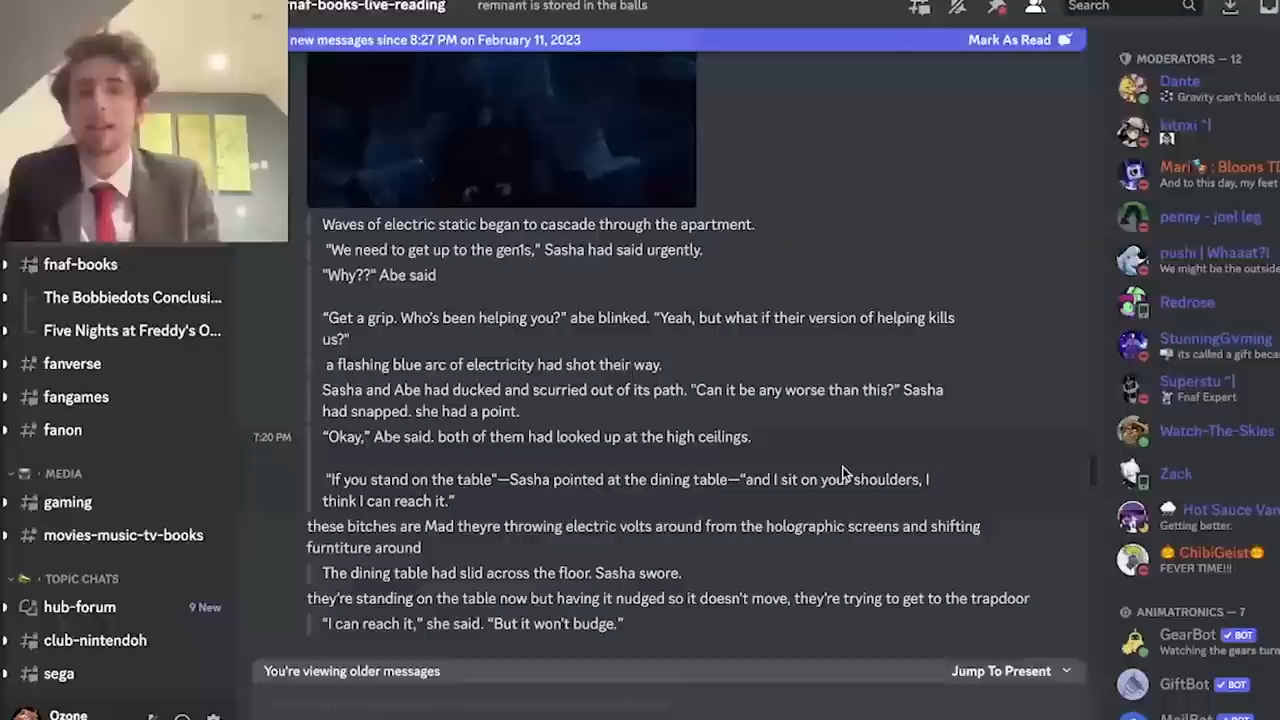 fnaf-books-live-reading
remnant is stored in the balls
Search
new messages since 8:27 PM on February 11, 2023
Mark As Read
Waves of electric static began to cascade through the apartment.
"We need to get up to the gen1s," Sasha had said urgently.
"Why??" Abe said
"Get a grip. Who's been helping you?" abe blinked. "Yeah, but what if their version of helping kills
us?"
a flashing blue arc of electricity had shot their way.
Sasha and Abe had ducked and scurried out of its path. "Can it be any worse than this?" Sasha
had snapped. she had a point.
7:20 PM
"Okay," Abe said. both of them had looked up at the high ceilings.
"If you stand on the table"—Sasha pointed at the dining table—"and I sit on your shoulders, I
think I can reach it."
these bitches are Mad theyre throwing electric volts around from the holographic screens and shifting
furntiture around
The dining table had slid across the floor. Sasha swore.
they're standing on the table now but having it nudged so it doesn't move, they're trying to get to the trapdoor
"I can reach it," she said. "But it won't budge."
You're viewing older messages
Jump To Present
fnaf-books
The Bobbiedots Conclusi...
Five Nights at Freddy's O...
fanverse
fangames
fanon
MEDIA
gaming
movies-music-tv-books
TOPIC CHATS
hub-forum
9 New
club-nintendoh
sega
Ozone
MODERATORS — 12
Dante
Gravity can't hold us
kitnxi ^|
Mari : Bloons TD
And to this day, my feet
penny - joel leg
pushi | Whaaat?!
We might be the outside
Redrose
StunningGVming
its called a gift beca
Superstu ^|
Fnaf Expert
Watch-The-Skies
Zack
Hot Sauce Van
Getting better.
ChibiGeist
FEVER TIME!!!
ANIMATRONICS — 7
GearBot
BOT
Watching the gears turn
GiftBot
BOT
MailBot